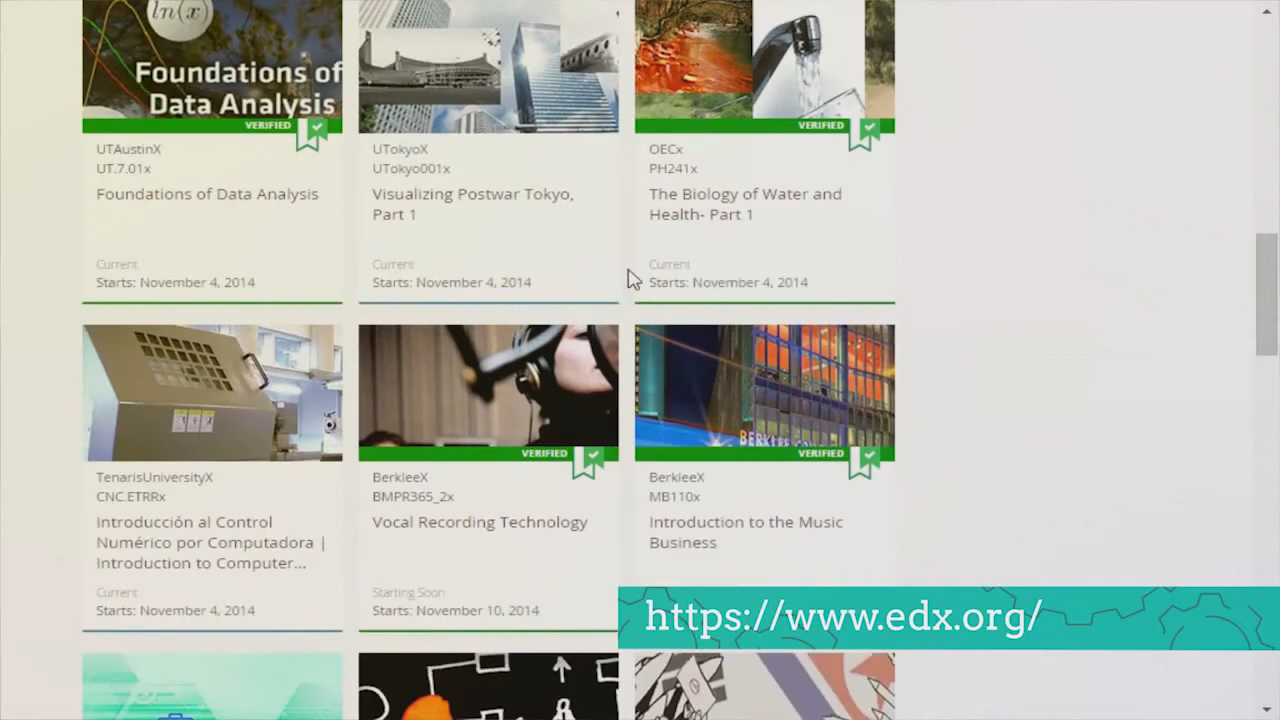 ln(x)
Foundations of
Data Analysis
VERIFIED
VERIFIED
UTAustinX
UT.7.01x
Foundations of Data Analysis
Current
Starts: November 4, 2014
UTokyoX
UTokyo001x
Visualizing Postwar Tokyo,
Part 1
Current
Starts: November 4, 2014
OECx
PH241x
The Biology of Water and
Health- Part 1
Current
Starts: November 4, 2014
VERIFIED
VERIFIED
TenarisUniversityX
CNC.ETRRx
Introducción al Control
Numérico por Computadora |
Introduction to Computer...
Current
Starts: November 4, 2014
BerkleeX
BMPR365_2x
Vocal Recording Technology
Starting Soon
Starts: November 10, 2014
BERKLEE
BerkleeX
MB110x
Introduction to the Music
Business
https://www.edx.org/